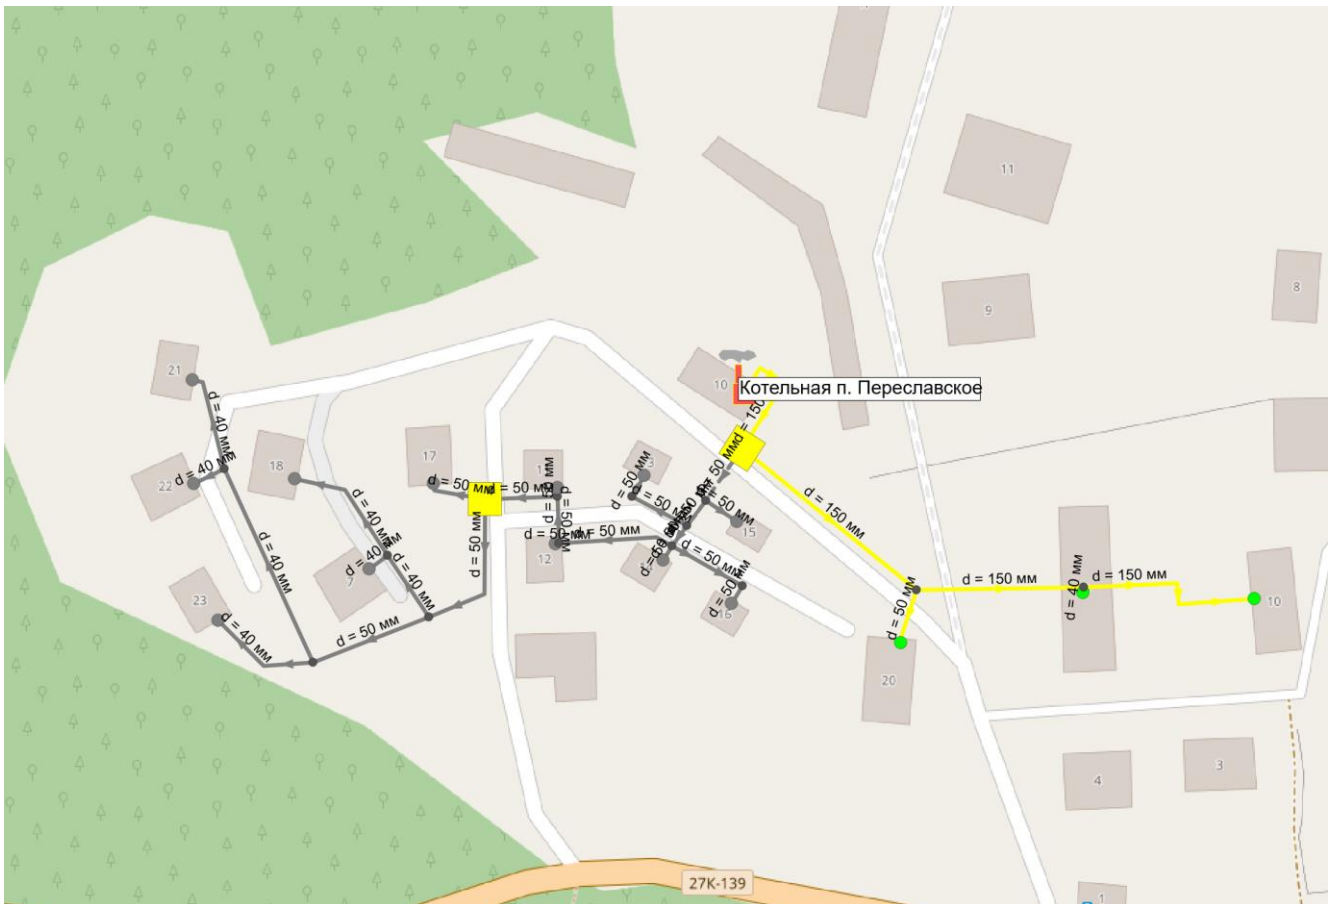 11
9
8
21
10
Котельная п. Переславское
d = 150
d = 40 мм
17
18
d = 50 мм
d = 50 мм
d = 50 мм
d = 50 мм
d = 50 мм
d = 50 мм
22
d = 40 мм
d = 150 мм
d = 40 мм
15
d = 50 мм
d = 50 мм
d = 50 мм
12
d = 50 мм
d = 40 мм
d = 40 мм
d = 40 мм
d = 150 мм
d = 40 мм
d = 150 мм
10
23
d = 50 мм
16
d = 50 мм
d = 40 мм
d = 50 мм
20
4
3
27К-139
1